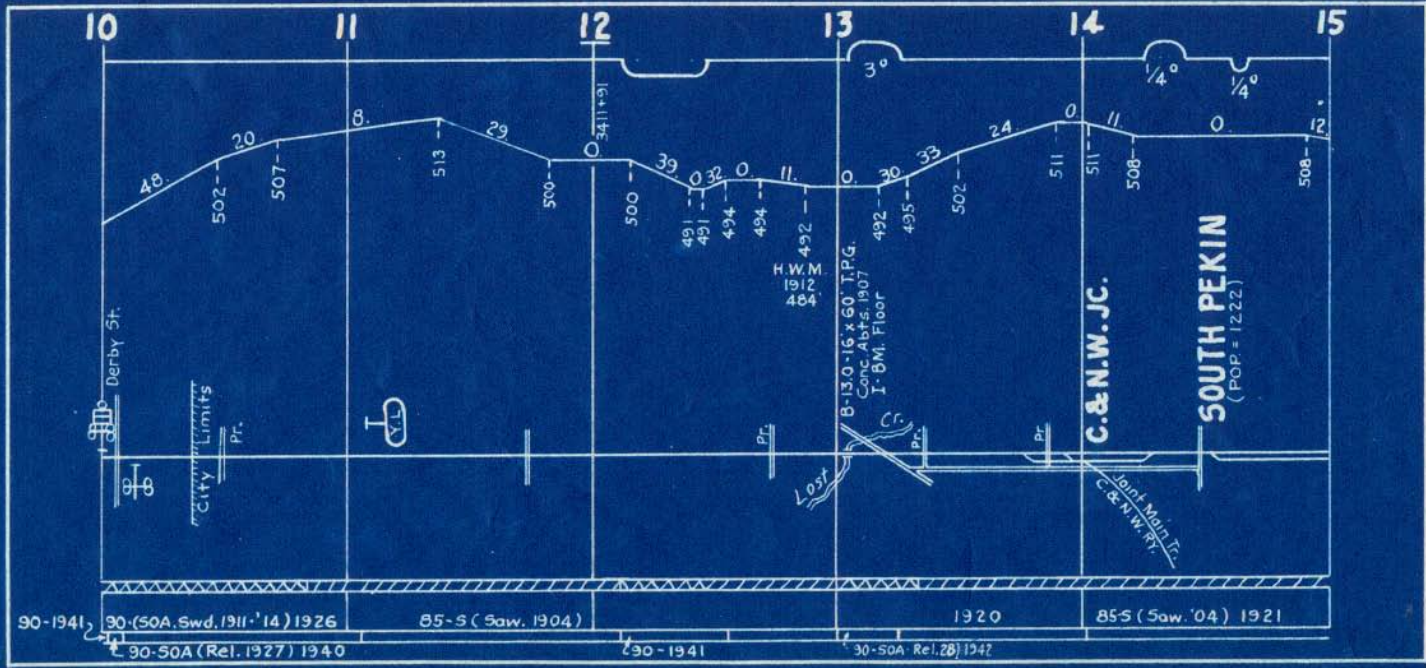 10 11 12 13 14 15
3° 1/4° 1/4°
3411+91
48. 20 8. 29 0. 39. 0 32 0. 11. 0. 30 33 24 0. 11. 0. 12.
502 507 513 500 500 491 491 494 494 492 492 495 502 511 511 508 508
H.W.M.
1912
484'
B-13.0-16'x 60' T.P.G.
Conc. Abts. 1907
I-BM. Floor
C.&N.W.JC.
SOUTH PEKIN
(POP. = 1222)
Derby St.
City Limits
Pr.
Y.L
Pr.
Lost Cr.
Pr.
Pr
Joint Main Tr.
C.& N.W. RY.
90-1941
90-(SOA. Swd. 1911-'14) 1926
85-S (Saw. 1904)
1920
85-S (Saw. '04) 1921
90-SOA (Rel. 1927) 1940
90-1941
90-SOA-Rel.28) 1942